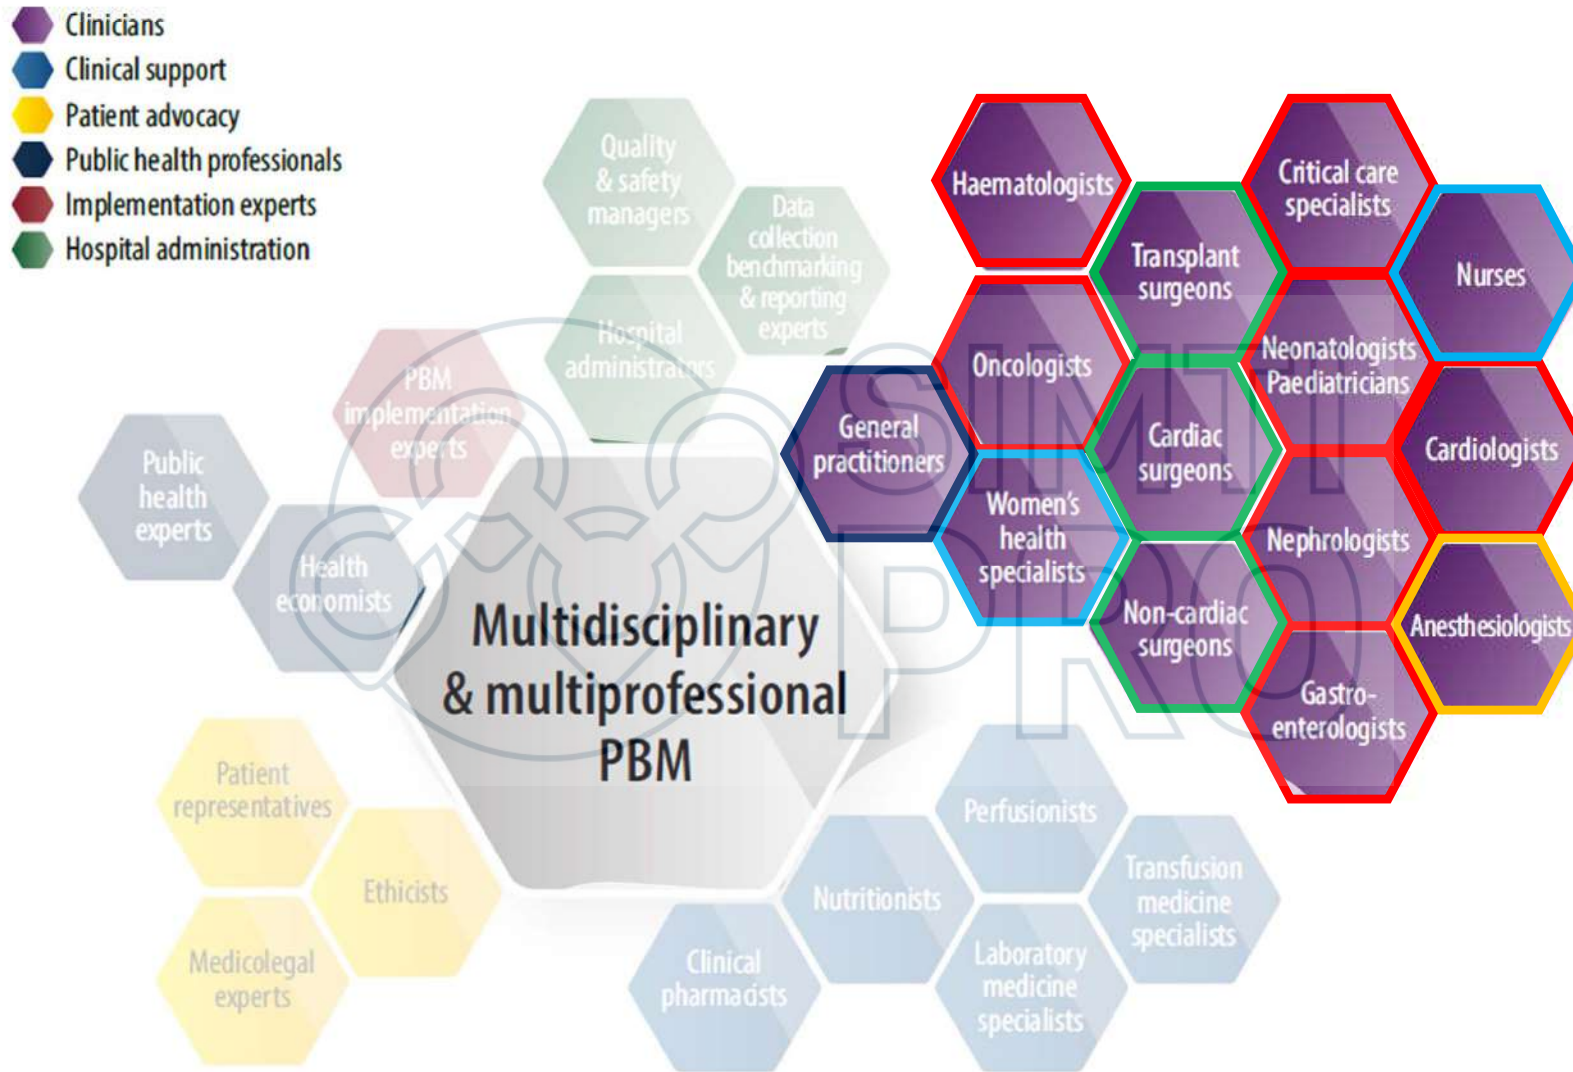 Clinicians
Clinical support
Patient advocacy
Public health professionals
Implementation experts
Hospital administration
Quality
& safety
managers
Data
collection
benchmarking
& reporting
experts
Hospital
administrators
PBM
implementation
experts
Public
health
experts
Health
economists
Multidisciplinary
& multiprofessional
PBM
Haematologists
Critical care
specialists
Transplant
surgeons
Nurses
Oncologists
Neonatologists
Paediatricians
General
practitioners
Cardiac
surgeons
Cardiologists
Women's
health
specialists
Nephrologists
Non-cardiac
surgeons
Anesthesiologists
Gastro-
enterologists
Patient
representatives
Ethicists
Medicolegal
experts
Perfusionists
Nutritionists
Transfusion
medicine
specialists
Clinical
pharmacists
Laboratory
medicine
specialists
SIMTI
PRO